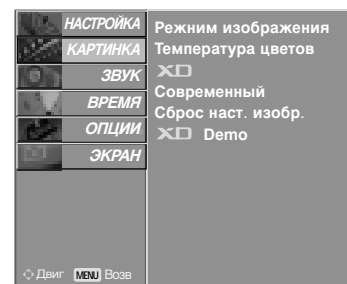 НАСТРОЙКА
КАРТИНКА
ЗВУК
ВРЕМЯ
ОПЦИИ
ЭКРАН
Режним изображения
Температура цветов
XD
Современный
Сброс наст. изобр.
XD Demo
Двиг MENU Возв